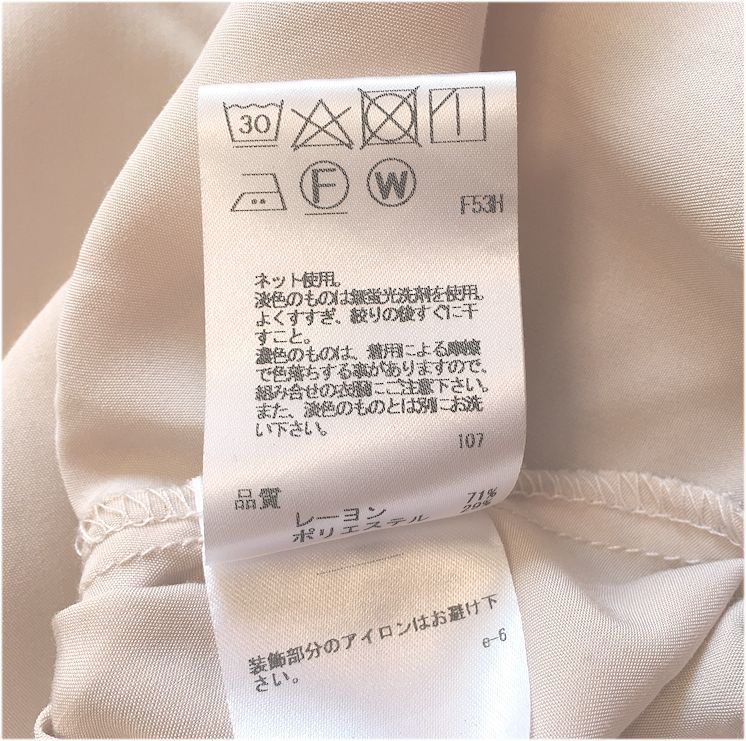 30
F W
F53H
ネット使用。
淡色のものは無蛍光洗剤を使用。
よくすすぎ、絞りの後すぐに干
すこと。
濃色のものは、着用による摩擦
で色落ちする事がありますので、
組み合せの衣服にご注意下さい。
また、淡色のものとは別にお洗
い下さい。
107
品質
レーヨン 71%
ポリエステル 29%
装飾部分のアイロンはお避け下
さい。
e-6